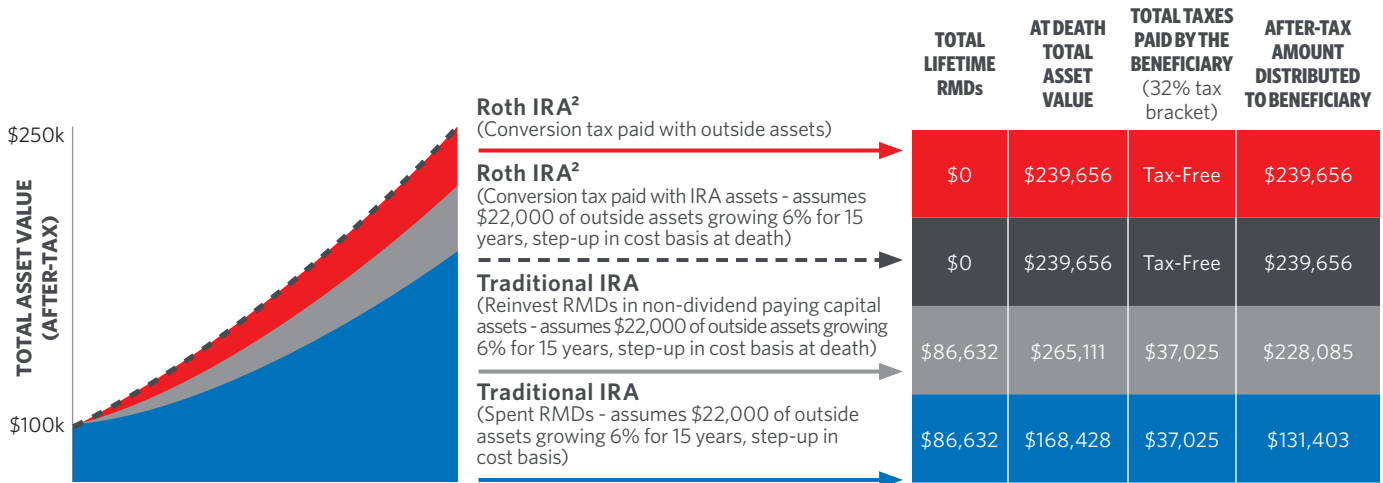 TOTAL ASSET VALUE
(AFTER-TAX)
$250k
$100k
Roth IRA²
(Conversion tax paid with outside assets)
Roth IRA²
(Conversion tax paid with IRA assets - assumes
$22,000 of outside assets growing 6% for 15
years, step-up in cost basis at death)
Traditional IRA
(Reinvest RMDs in non-dividend paying capital
assets - assumes $22,000 of outside assets growing
6% for 15 years, step-up in cost basis at death)
Traditional IRA
(Spent RMDs - assumes $22,000 of outside
assets growing 6% for 15 years, step-up in
cost basis)
TOTAL
LIFETIME
RMDs
AT DEATH
TOTAL
ASSET
VALUE
TOTAL TAXES
PAID BY THE
BENEFICIARY
(32% tax
bracket)
AFTER-TAX
AMOUNT
DISTRIBUTED
TO BENEFICIARY
$0 $239,656 Tax-Free $239,656
$0 $239,656 Tax-Free $239,656
$86,632 $265,111 $37,025 $228,085
$86,632 $168,428 $37,025 $131,403